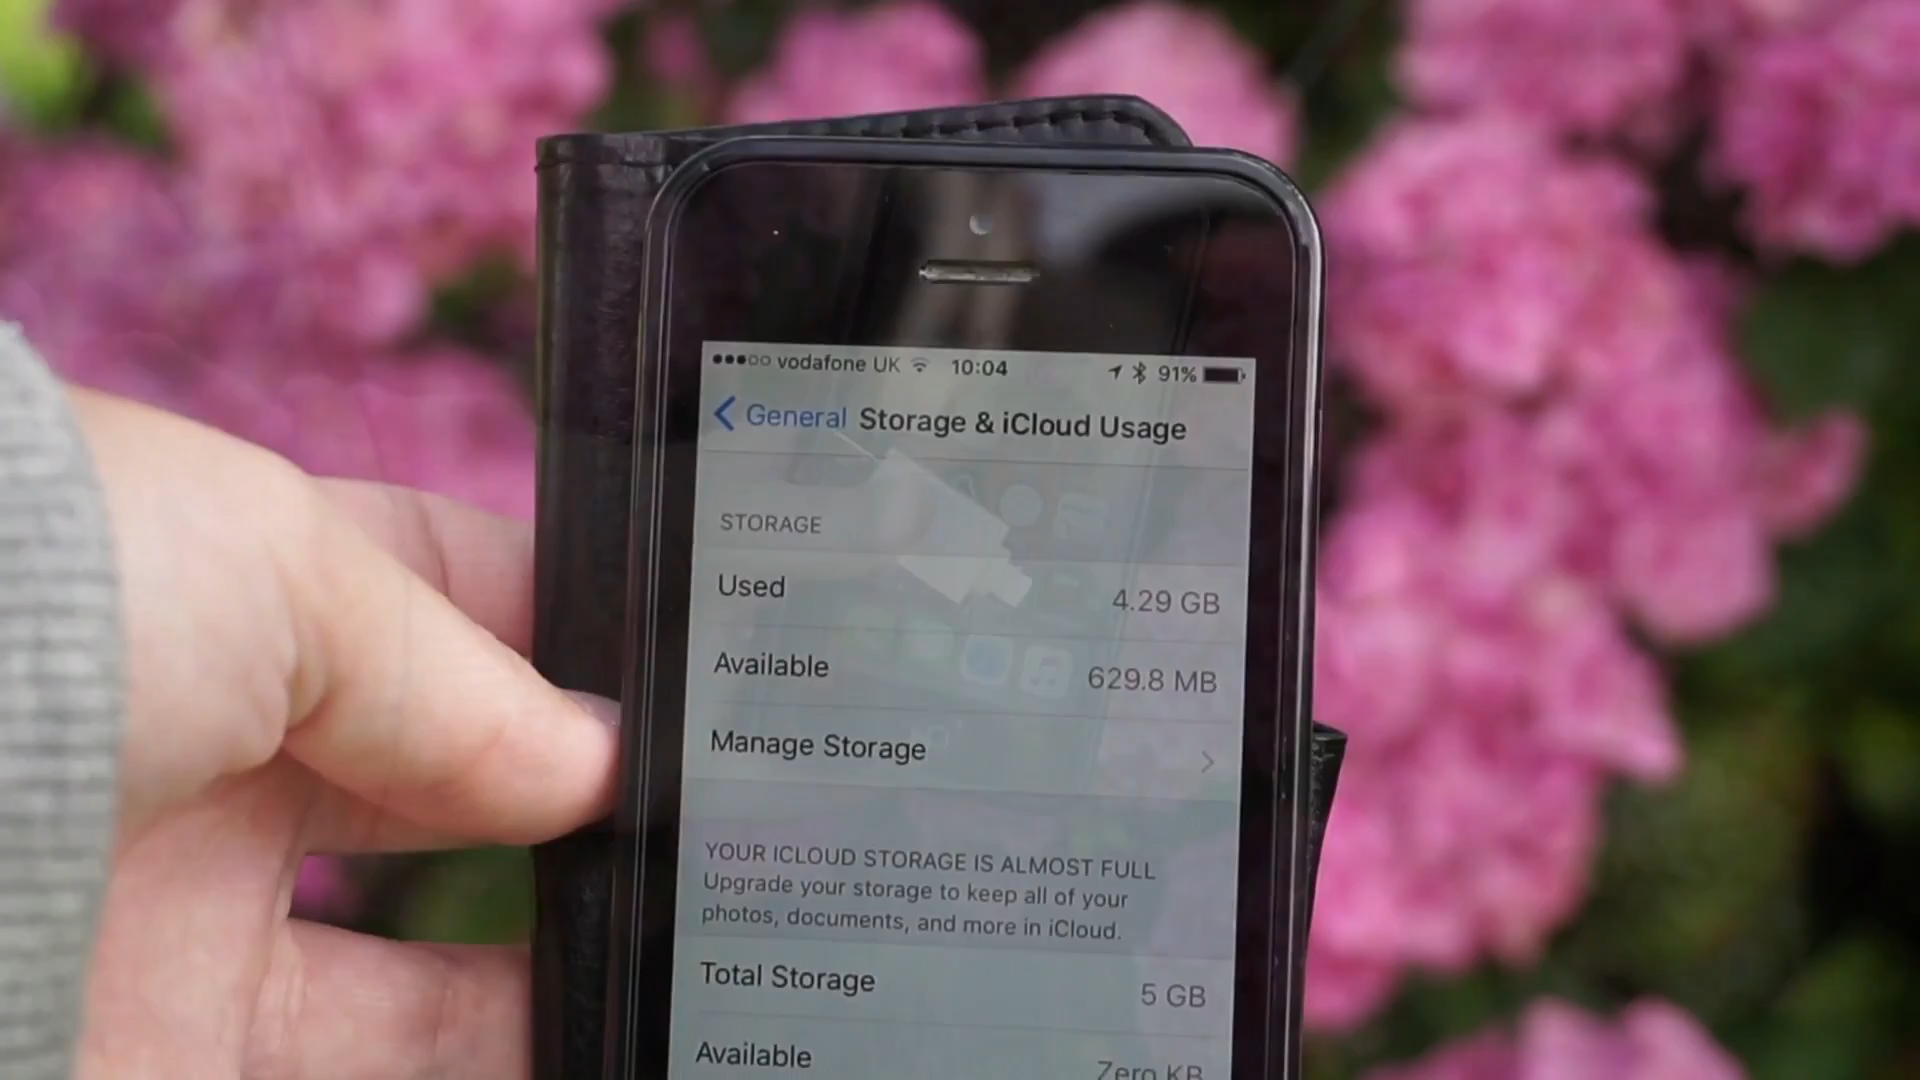 vodafone UK 10:04 91%
General Storage & iCloud Usage
STORAGE
Used 4.29 GB
Available 629.8 MB
Manage Storage
YOUR ICLOUD STORAGE IS ALMOST FULL
Upgrade your storage to keep all of your
photos, documents, and more in iCloud.
Total Storage 5 GB
Available Zero KB